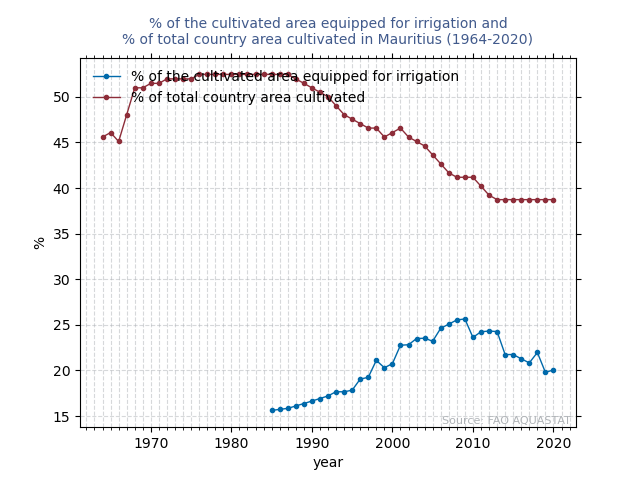 % of the cultivated area equipped for irrigation and
% of total country area cultivated in Mauritius (1964-2020)
% of the cultivated area equipped for irrigation
% of total country area cultivated
50
45
40
35
30
25
20
15
%
Source: FAO AQUASTAT
1970 1980 1990 2000 2010 2020
year